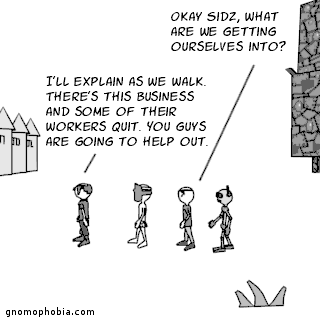 OKAY SIDZ, WHAT
ARE WE GETTING
OURSELVES INTO?
I'LL EXPLAIN AS WE WALK.
THERE'S THIS BUSINESS
AND SOME OF THEIR
WORKERS QUIT. YOU GUYS
ARE GOING TO HELP OUT.
gnomophobia.com